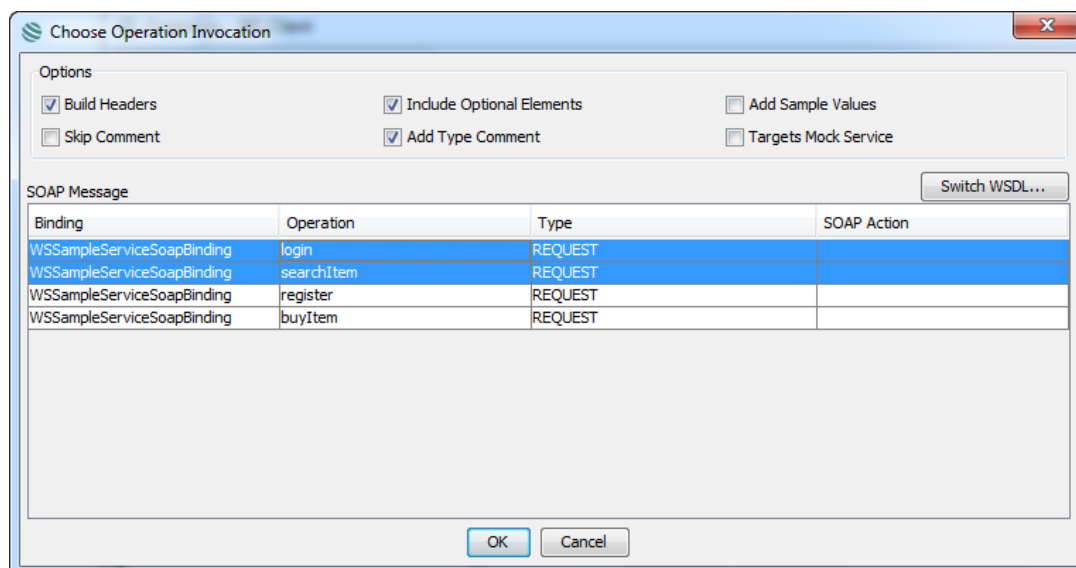 Choose Operation Invocation
Options
Build Headers Include Optional Elements Add Sample Values
Skip Comment Add Type Comment Targets Mock Service
SOAP Message Switch WSDL...
Binding Operation Type SOAP Action
WSSampleServiceSoapBinding login REQUEST
WSSampleServiceSoapBinding searchItem REQUEST
WSSampleServiceSoapBinding register REQUEST
WSSampleServiceSoapBinding buyItem REQUEST
OK Cancel